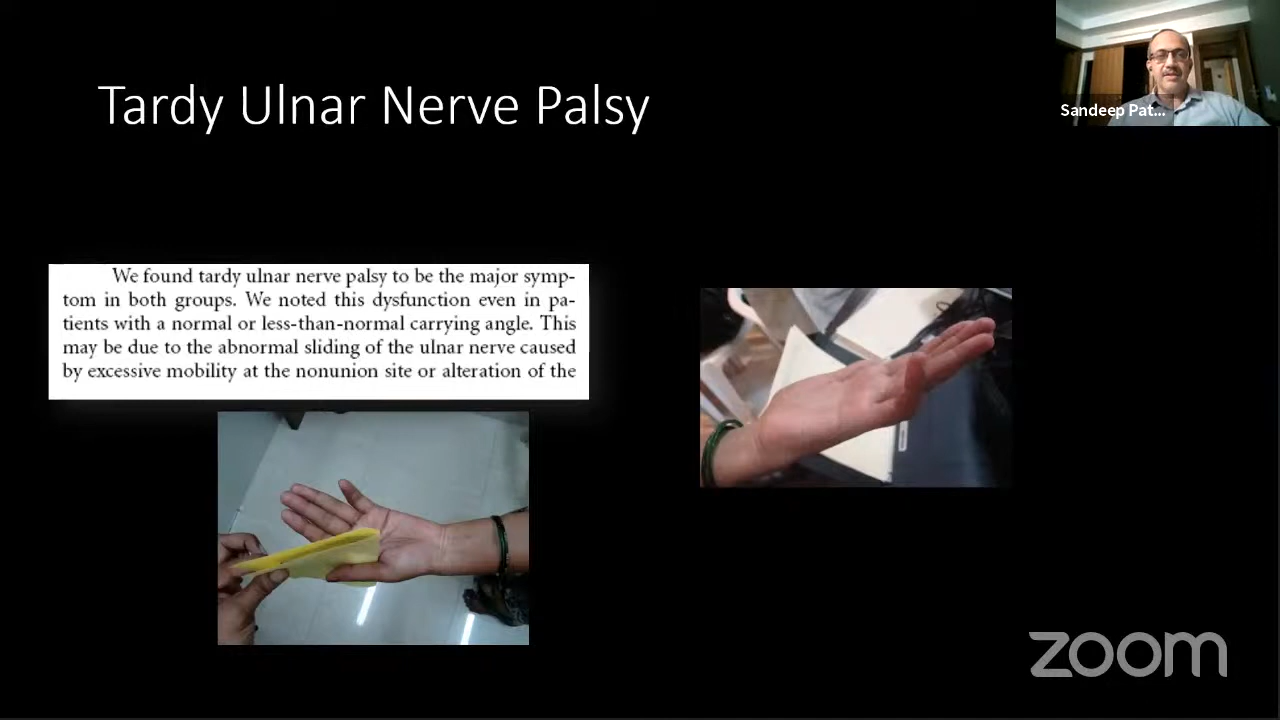 Sandeep Pat...
Tardy Ulnar Nerve Palsy
We found tardy ulnar nerve palsy to be the major symp-
tom in both groups. We noted this dysfunction even in pa-
tients with a normal or less-than-normal carrying angle. This
may be due to the abnormal sliding of the ulnar nerve caused
by excessive mobility at the nonunion site or alteration of the
zoom